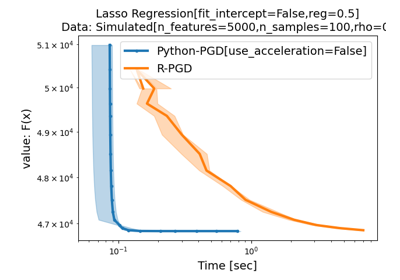 Lasso Regression[fit_intercept=False,reg=0.5]
Data: Simulated[n_features=5000,n_samples=100,rho=0
Python-PGD[use_acceleration=False]
R-PGD
value: F(x)
5.1 × 10⁴
5 × 10⁴
4.9 × 10⁴
4.8 × 10⁴
4.7 × 10⁴
10⁻¹
10⁰
Time [sec]